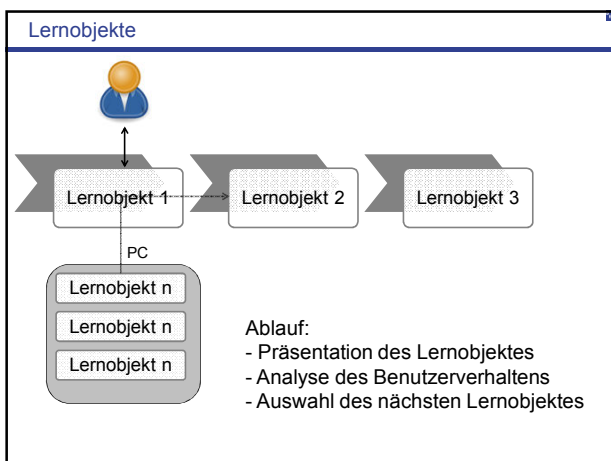 Lernobjekte
Lernobjekt 1
Lernobjekt 2
Lernobjekt 3
PC
Lernobjekt n
Lernobjekt n
Lernobjekt n
Ablauf:
- Präsentation des Lernobjektes
- Analyse des Benutzerverhaltens
- Auswahl des nächsten Lernobjektes